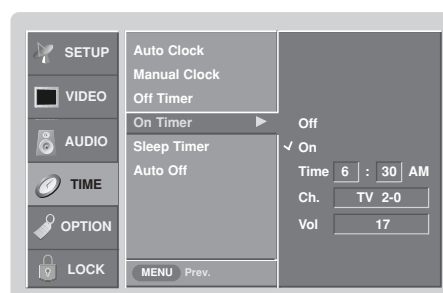 SETUP
VIDEO
AUDIO
TIME
OPTION
LOCK
Auto Clock
Manual Clock
Off Timer
On Timer ▶
Sleep Timer
Auto Off
MENU Prev.
Off
✓ On
Time 6 : 30 AM
Ch. TV 2-0
Vol 17